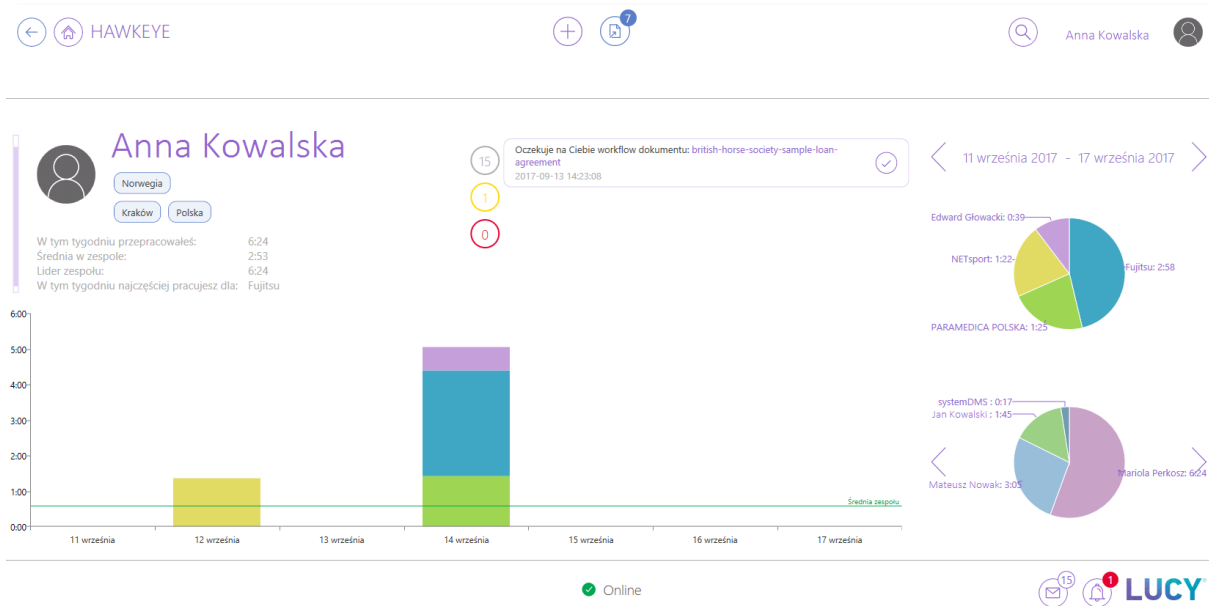 HAWKEYE
7
Anna Kowalska
Anna Kowalska
Norwegia
Kraków Polska
W tym tygodniu przepracowałeś: 6:24
Średnia w zespole: 2:53
Lider zespołu: 6:24
W tym tygodniu najczęściej pracujesz dla: Fujitsu
15
1
0
Oczekuje na Ciebie workflow dokumentu: british-horse-society-sample-loan-
agreement
2017-09-13 14:23:08
11 września 2017 - 17 września 2017
Edward Głowacki: 0:39
NETsport: 1:22
Fujitsu: 2:58
PARAMEDICA POLSKA: 1:25
systemDMS : 0:17
Jan Kowalski : 1:45
Mariola Perkosz: 6:24
Mateusz Nowak: 3:05
6:00
5:00
4:00
3:00
2:00
1:00
0:00
Średnia zespołu
11 września 12 września 13 września 14 września 15 września 16 września 17 września
Online
15
1
LUCY